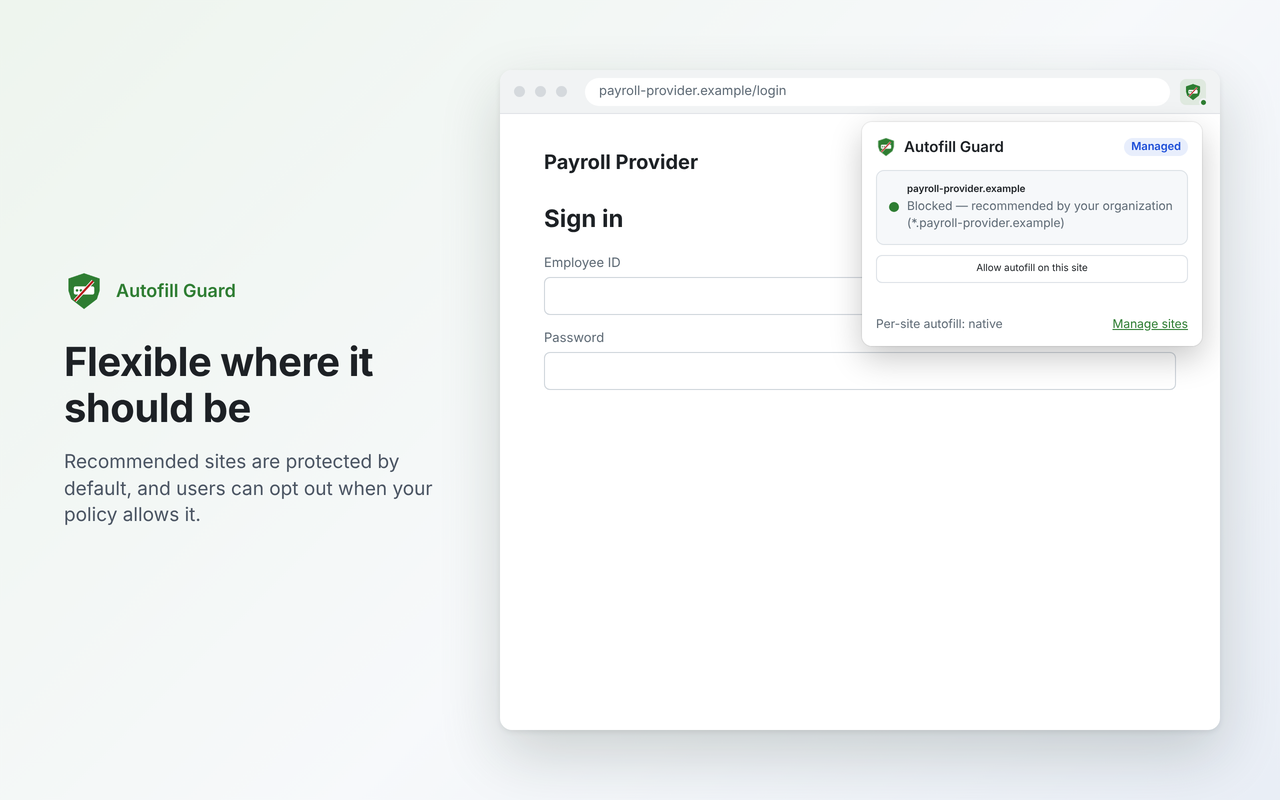 Autofill Guard
Flexible where it
should be
Recommended sites are protected by
default, and users can opt out when your
policy allows it.
payroll-provider.example/login
Payroll Provider
Sign in
Employee ID
Password
Autofill Guard
Managed
payroll-provider.example
Blocked — recommended by your organization
(*.payroll-provider.example)
Allow autofill on this site
Per-site autofill: native
Manage sites